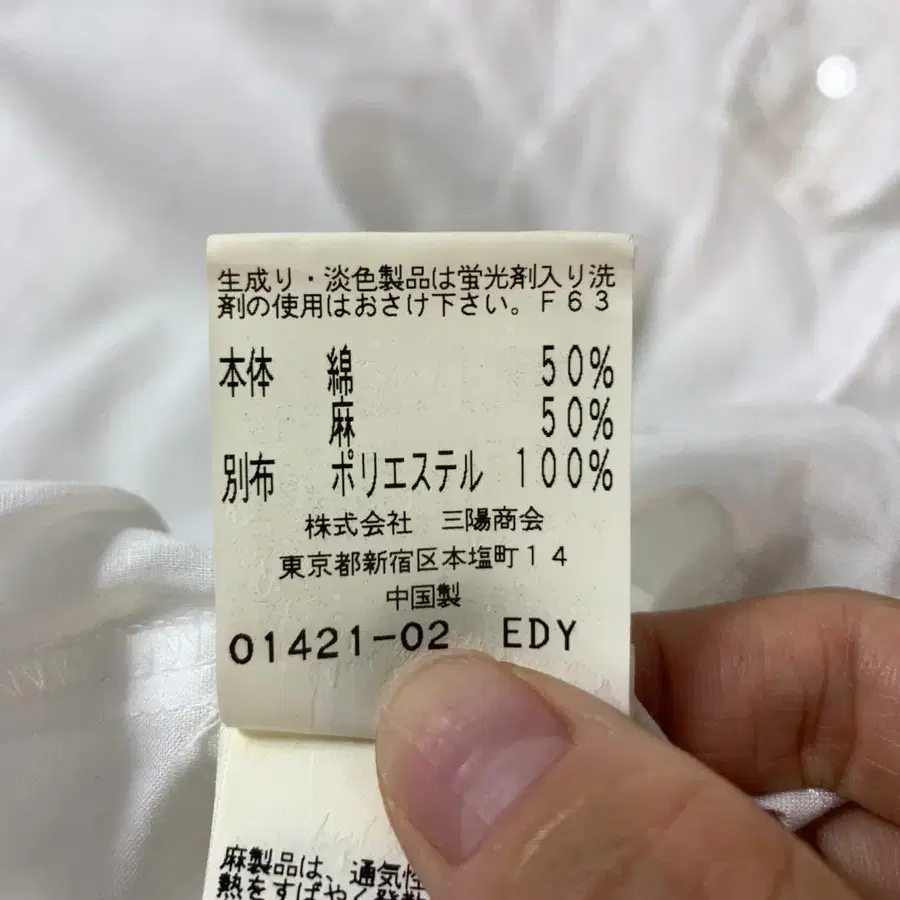 生成り・淡色製品は蛍光剤入り洗
剤の使用はおさけ下さい。F63
本体 綿 50%
麻 50%
別布 ポリエステル 100%
株式会社 三陽商会
東京都新宿区本塩町14
中国製
01421-02 EDY
麻製品は、通気性
熱をすばやく発散